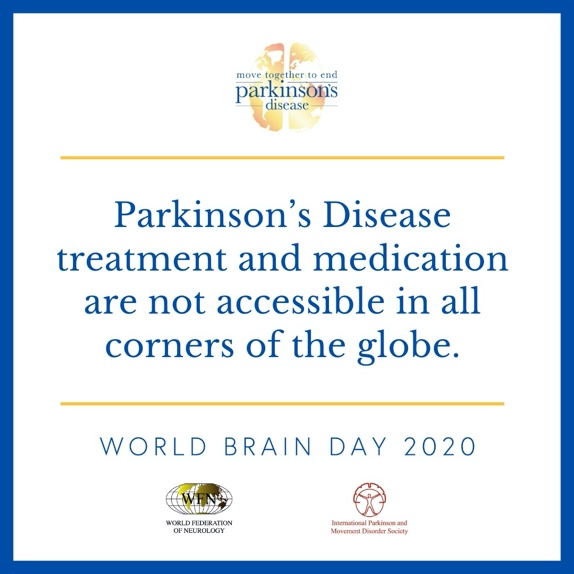 move together to end
parkinson's
disease
Parkinson’s Disease
treatment and medication
are not accessible in all
corners of the globe.
WORLD BRAIN DAY 2020
WFN
WORLD FEDERATION
OF NEUROLOGY
International Parkinson and
Movement Disorder Society